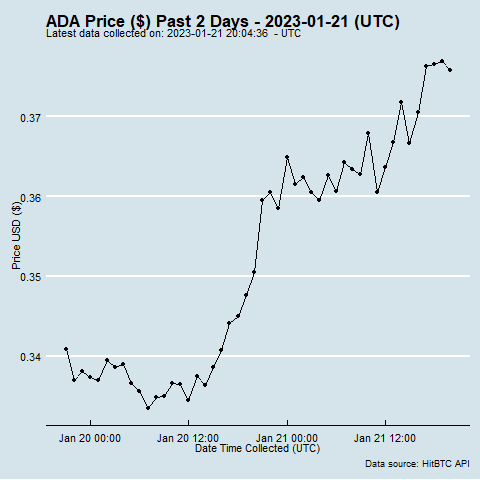 ADA Price ($) Past 2 Days - 2023-01-21 (UTC)
Latest data collected on: 2023-01-21 20:04:36  - UTC
0.37
0.36
0.35
0.34
Price USD ($)
Jan 20 00:00
Jan 20 12:00
Jan 21 00:00
Jan 21 12:00
Date Time Collected (UTC)
Data source: HitBTC API